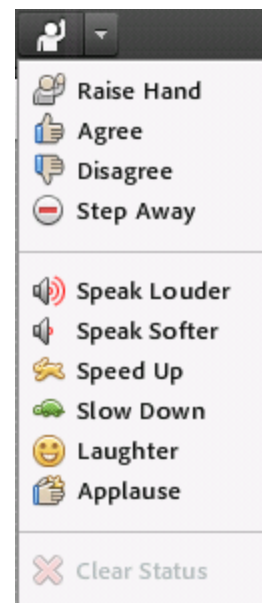 Raise Hand
Agree
Disagree
Step Away
Speak Louder
Speak Softer
Speed Up
Slow Down
Laughter
Applause
Clear Status